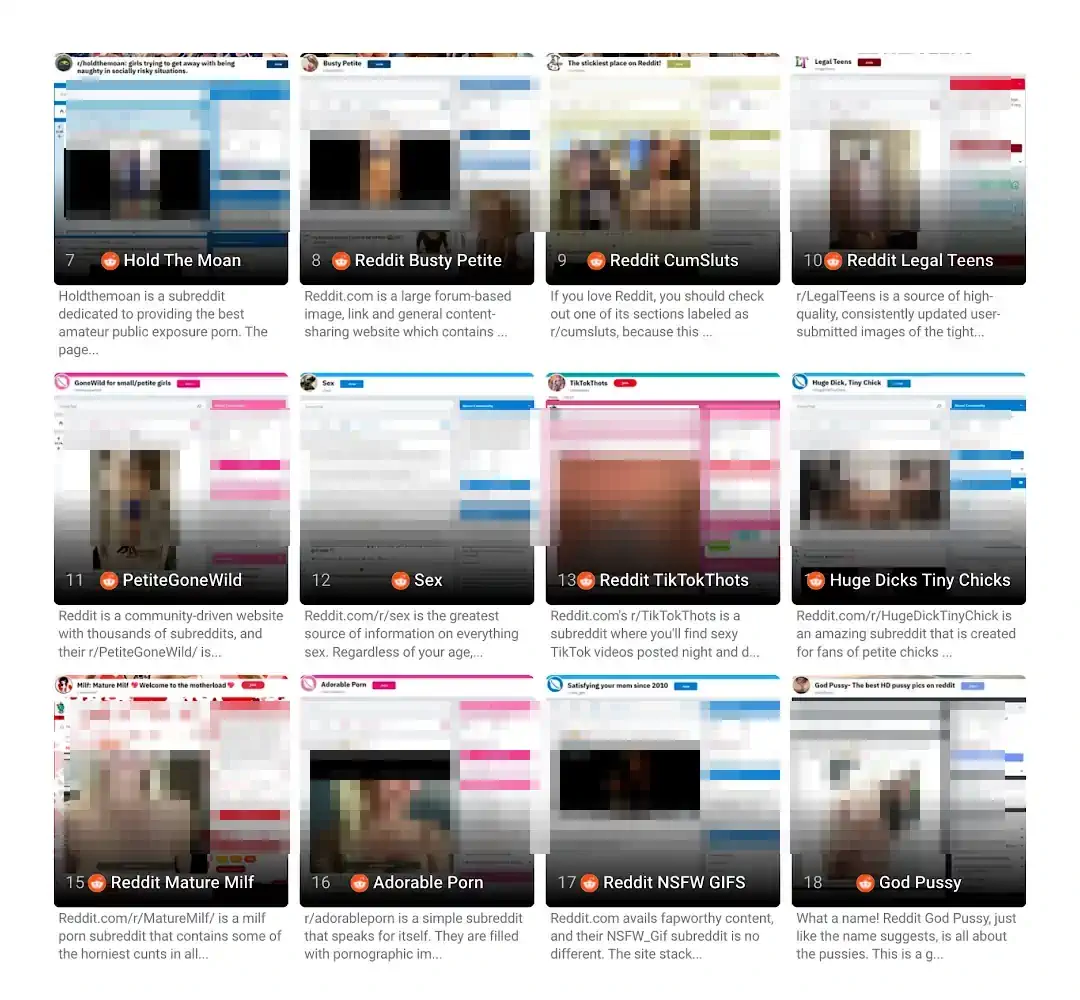 r/holdthemoan: girls trying to get away with being
naughty in socially risky situations.
Busty Petite
The stickiest place on Reddit!
Legal Teens
7 Hold The Moan
8 Reddit Busty Petite
9 Reddit CumSluts
10 Reddit Legal Teens
Holdthemoan is a subreddit
dedicated to providing the best
amateur public exposure porn. The
page...
Reddit.com is a large forum-based
image, link and general content-
sharing website which contains ...
If you love Reddit, you should check
out one of its sections labeled as
r/cumsluts, because this ...
r/LegalTeens is a source of high-
quality, consistently updated user-
submitted images of the tight...
GoneWild for small/petite girls
Sex
TikTokThots
Huge Dick, Tiny Chick
11 PetiteGoneWild
12 Sex
13 Reddit TikTokThots
Huge Dicks Tiny Chicks
Reddit is a community-driven website
with thousands of subreddits, and
their r/PetiteGoneWild/ is...
Reddit.com/r/sex is the greatest
source of information on everything
sex. Regardless of your age,...
Reddit.com's r/TikTokThots is a
subreddit where you'll find sexy
TikTok videos posted night and d...
Reddit.com/r/HugeDickTinyChick is
an amazing subreddit that is created
for fans of petite chicks ...
Milf: Mature Milf ❤Welcome to the motherload❤
Adorable Porn
Satisfying your mom since 2010
God Pussy- The best HD pussy pics on reddit
15 Reddit Mature Milf
16 Adorable Porn
17 Reddit NSFW GIFS
18 God Pussy
Reddit.com/r/MatureMilf/ is a milf
porn subreddit that contains some of
the horniest cunts in all...
r/adorableporn is a simple subreddit
that speaks for itself. They are filled
with pornographic im...
Reddit.com avails fapworthy content,
and their NSFW_Gif subreddit is no
different. The site stack...
What a name! Reddit God Pussy, just
like the name suggests, is all about
the pussies. This is a g...